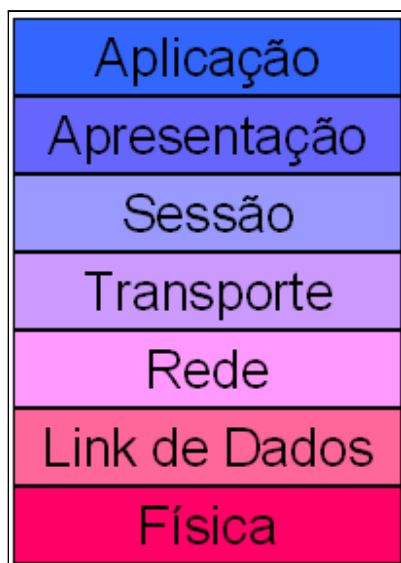 Aplicação
Apresentação
Sessão
Transporte
Rede
Link de Dados
Física